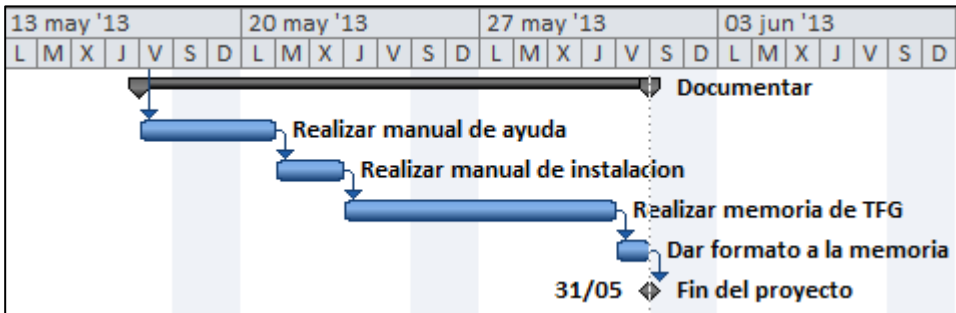 13 may '13 20 may '13 27 may '13 03 jun '13
L M X J V S D L M X J V S D L M X J V S D L M X J V S D
Documentar
Realizar manual de ayuda
Realizar manual de instalacion
Realizar memoria de TFG
Dar formato a la memoria
31/05 Fin del proyecto